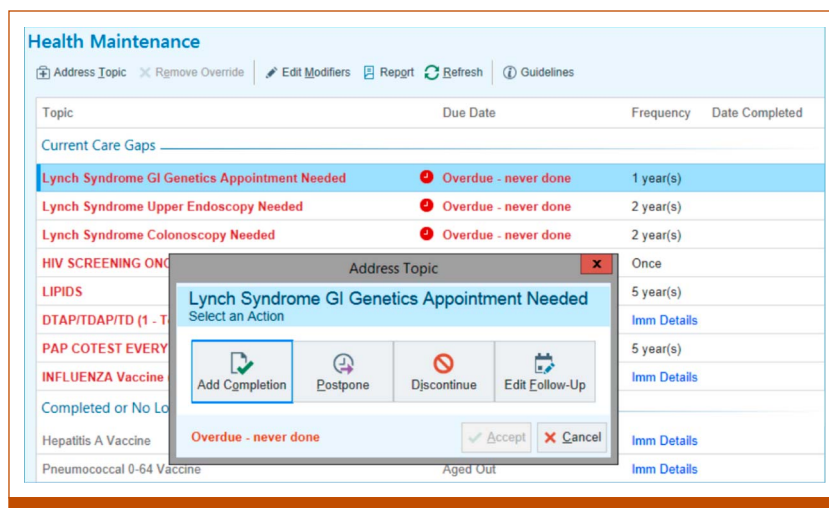 Health Maintenance
Address Topic Remove Override Edit Modifiers Report Refresh Guidelines
Topic Due Date Frequency Date Completed
Current Care Gaps
Lynch Syndrome GI Genetics Appointment Needed Overdue - never done 1 year(s)
Lynch Syndrome Upper Endoscopy Needed Overdue - never done 2 year(s)
Lynch Syndrome Colonoscopy Needed Overdue - never done 2 year(s)
HIV SCREENING Once
LIPIDS 5 year(s)
DTAP/TDAP/TD (1 - Imm Details
PAP COTEST EVERY 5 year(s)
INFLUENZA Vaccine Imm Details
Completed or No
Hepatitis A Vaccine Imm Details
Pneumococcal 0-64 Vaccine Aged Out Imm Details
Address Topic
x
Lynch Syndrome GI Genetics Appointment Needed
Select an Action
Add Completion Postpone Discontinue Edit Follow-Up
Overdue - never done Accept Cancel